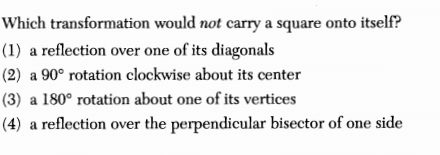 Which transformation would not carry a square onto itself?
(1) a reflection over one of its diagonals
(2) a 90° rotation clockwise about its center
(3) a 180° rotation about one of its vertices
(4) a reflection over the perpendicular bisector of one side